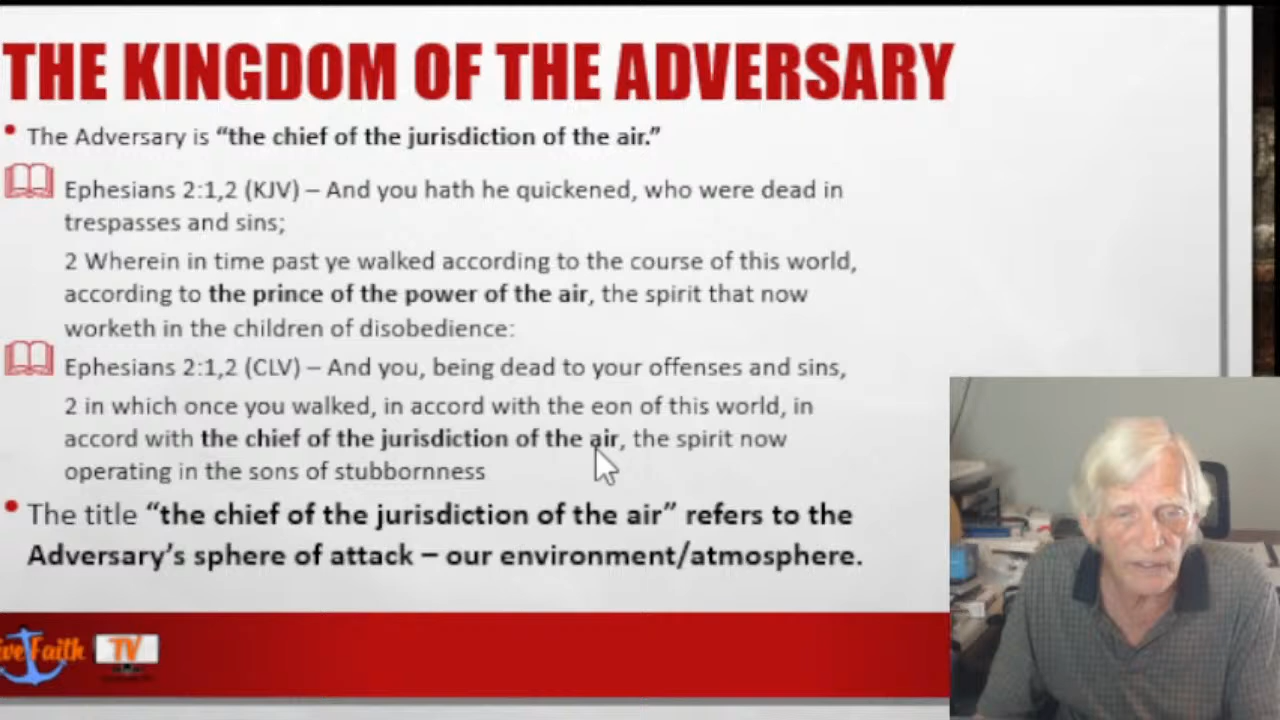 THE KINGDOM OF THE ADVERSARY
• The Adversary is “the chief of the jurisdiction of the air.”
Ephesians 2:1,2 (KJV) – And you hath he quickened, who were dead in
trespasses and sins;
2 Wherein in time past ye walked according to the course of this world,
according to the prince of the power of the air, the spirit that now
worketh in the children of disobedience:
Ephesians 2:1,2 (CLV) – And you, being dead to your offenses and sins,
2 in which once you walked, in accord with the eon of this world, in
accord with the chief of the jurisdiction of the air, the spirit now
operating in the sons of stubbornness
• The title “the chief of the jurisdiction of the air” refers to the
Adversary’s sphere of attack – our environment/atmosphere.
Faith TV